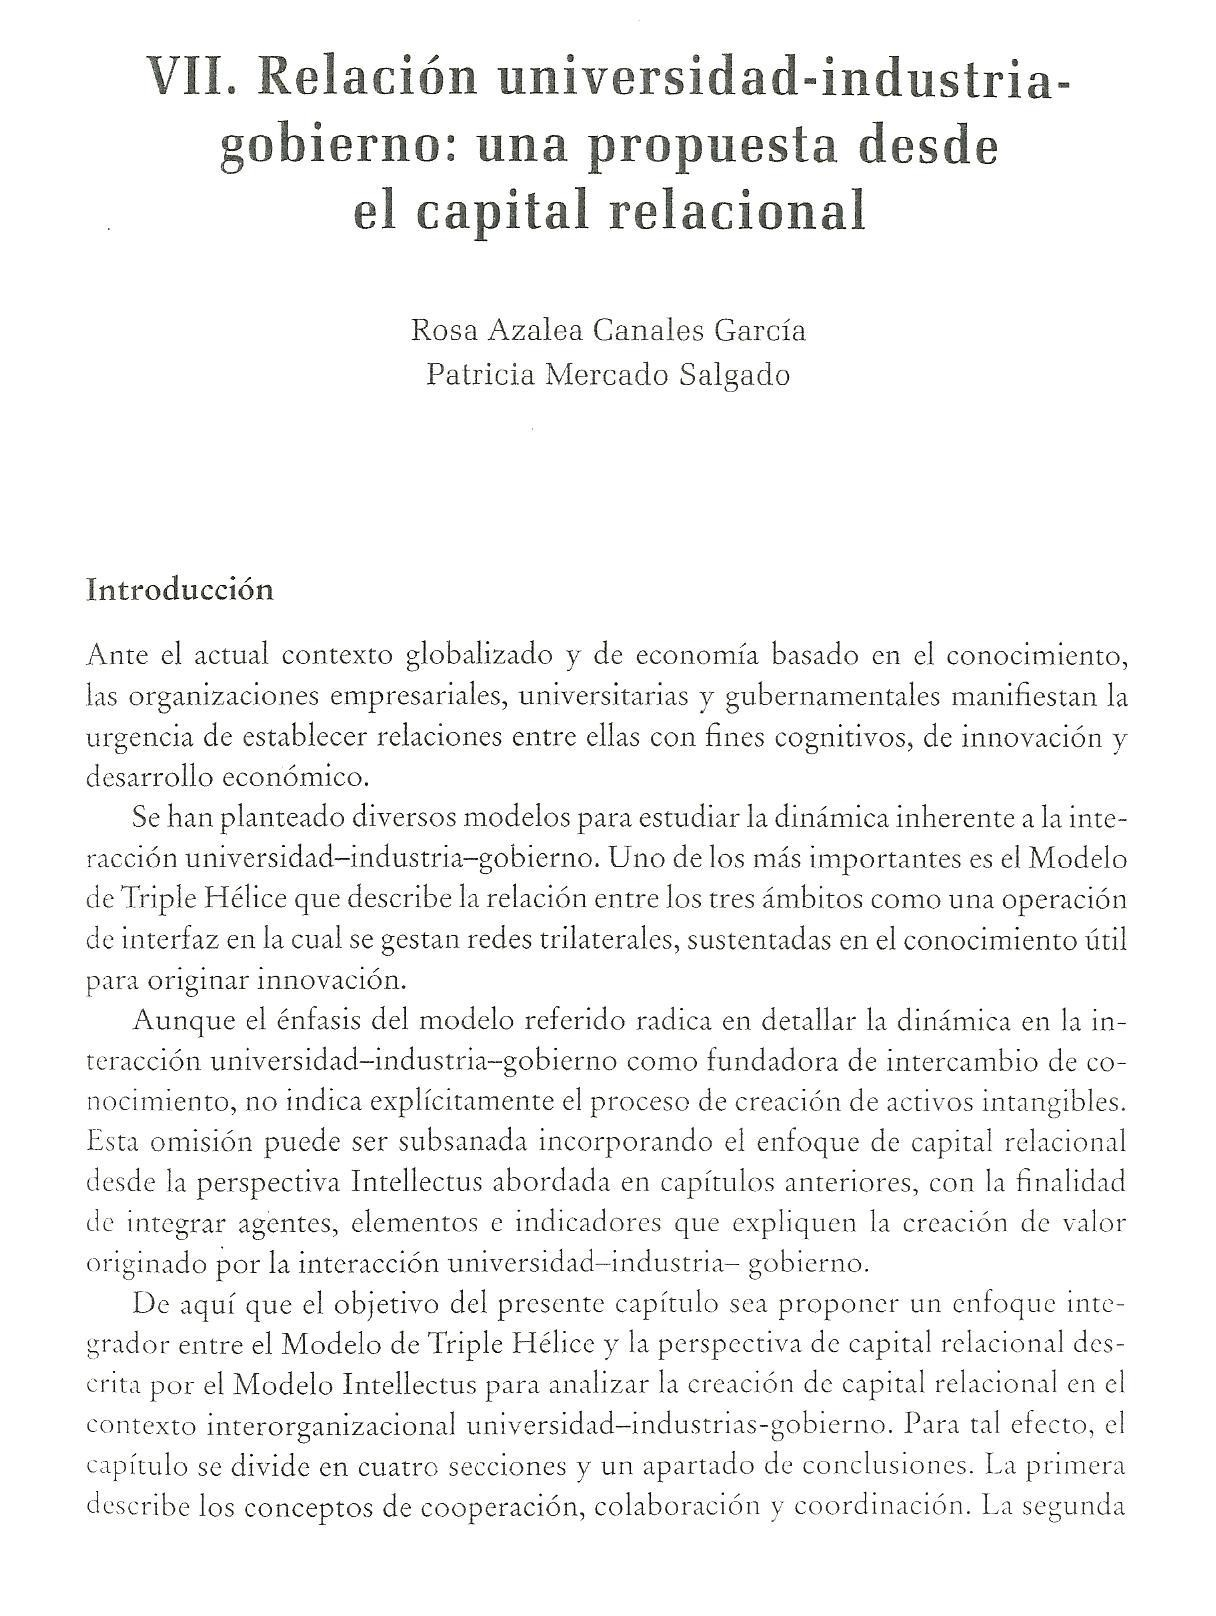 VII. Relación universidad-industria-
gobierno: una propuesta desde
el capital relacional
Rosa Azalea Canales García
Patricia Mercado Salgado
Introducción
Ante el actual contexto globalizado y de economía basado en el conocimiento,
las organizaciones empresariales, universitarias y gubernamentales manifiestan la
urgencia de establecer relaciones entre ellas con fines cognitivos, de innovación y
desarrollo económico.
Se han planteado diversos modelos para estudiar la dinámica inherente a la inte-
racción universidad–industria–gobierno. Uno de los más importantes es el Modelo
de Triple Hélice que describe la relación entre los tres ámbitos como una operación
de interfaz en la cual se gestan redes trilaterales, sustentadas en el conocimiento útil
para originar innovación.
Aunque el énfasis del modelo referido radica en detallar la dinámica en la in-
teracción universidad–industria–gobierno como fundadora de intercambio de co-
nocimiento, no indica explícitamente el proceso de creación de activos intangibles.
Esta omisión puede ser subsanada incorporando el enfoque de capital relacional
desde la perspectiva Intellectus abordada en capítulos anteriores, con la finalidad
de integrar agentes, elementos e indicadores que expliquen la creación de valor
originado por la interacción universidad–industria– gobierno.
De aquí que el objetivo del presente capítulo sea proponer un enfoque inte-
grador entre el Modelo de Triple Hélice y la perspectiva de capital relacional des-
crita por el Modelo Intellectus para analizar la creación de capital relacional en el
contexto interorganizacional universidad–industrias-gobierno. Para tal efecto, el
capítulo se divide en cuatro secciones y un apartado de conclusiones. La primera
describe los conceptos de cooperación, colaboración y coordinación. La segunda